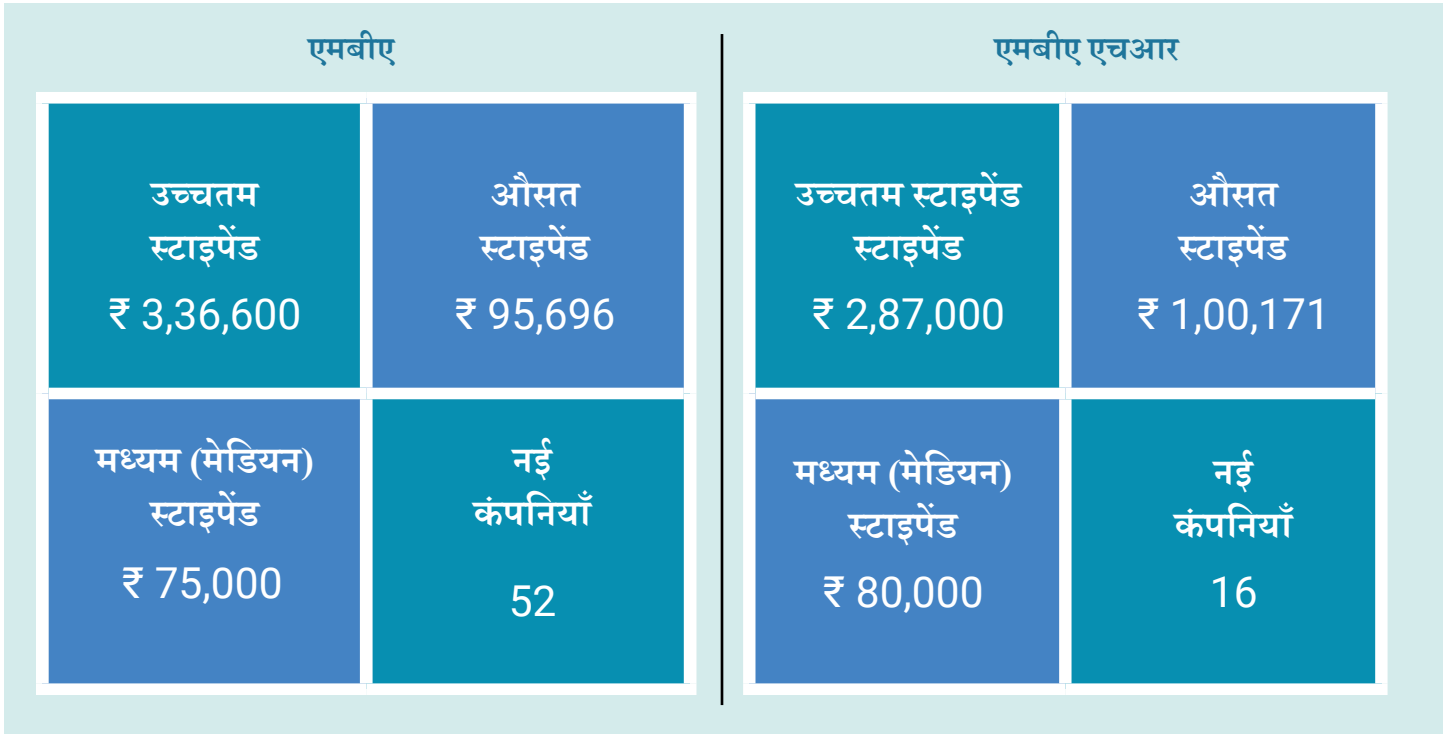 एमबीए
उच्चतम
स्टाइपेंड
₹ 3,36,600
औसत
स्टाइपेंड
₹ 95,696
मध्यम (मेडियन)
स्टाइपेंड
₹ 75,000
नई
कंपनियाँ
52
एमबीए एचआर
उच्चतम स्टाइपेंड
स्टाइपेंड
₹ 2,87,000
औसत
स्टाइपेंड
₹ 1,00,171
मध्यम (मेडियन)
स्टाइपेंड
₹ 80,000
नई
कंपनियाँ
16